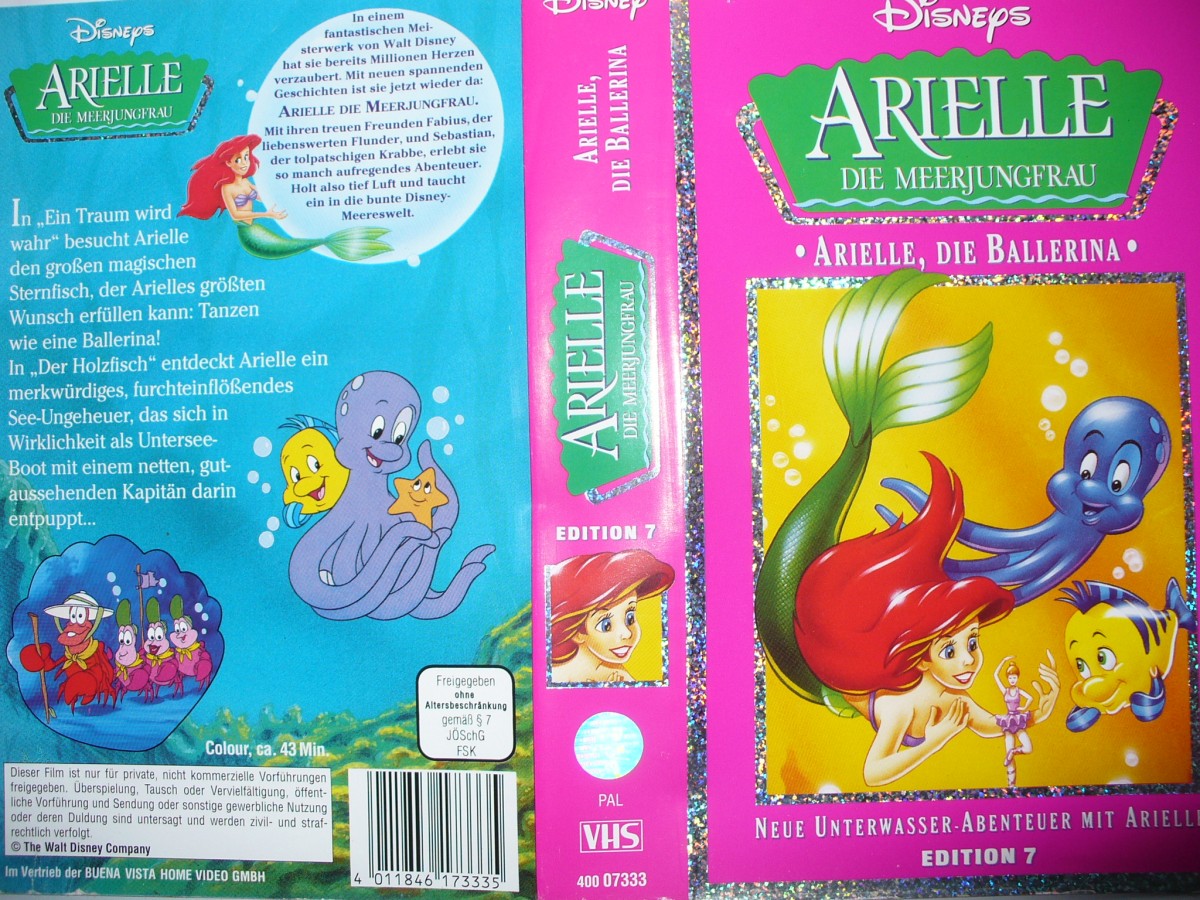 DISNEYS
ARIELLE
DIE MEERJUNGFRAU
In einem
fantastischen Mei-
sterwerk von Walt Disney
hat sie bereits Millionen Herzen
verzaubert. Mit neuen spannenden
Geschichten ist sie jetzt wieder da:
ARIELLE DIE MEERJUNGFRAU.
Mit ihren treuen Freunden Fabius, der
liebenswerten Flunder, und Sebastian,
der tolpatschigen Krabbe, erlebt sie
so manch aufregendes Abenteuer.
Holt also tief Luft und taucht
ein in die bunte Disney-
Meereswelt.
In „Ein Traum wird
wahr“ besucht Arielle
den großen magischen
Sternfisch, der Arielles größten
Wunsch erfüllen kann: Tanzen
wie eine Ballerina!
In „Der Holzfisch“ entdeckt Arielle ein
merkwürdiges, furchteinflößendes
See-Ungeheuer, das sich in
Wirklichkeit als Untersee-
Boot mit einem netten, gut-
aussehenden Kapitän darin
entpuppt...
Freigegeben
ohne
Altersbeschränkung
gemäß § 7
JÖSchG
FSK
Colour, ca. 43 Min.
Dieser Film ist nur für private, nicht kommerzielle Vorführungen
freigegeben. Überspielung, Tausch oder Vervielfältigung, öffent-
liche Vorführung und Sendung oder sonstige gewerbliche Nutzung
oder deren Duldung sind untersagt und werden zivil- und straf-
rechtlich verfolgt.
© The Walt Disney Company
Im Vertrieb der BUENA VISTA HOME VIDEO GMBH
4 011846 173335
DISNEY
ARIELLE,
DIE BALLERINA
ARIELLE
DIE MEERJUNGFRAU
EDITION 7
PAL
VHS
400 07333
DISNEYS
ARIELLE
DIE MEERJUNGFRAU
• ARIELLE, DIE BALLERINA •
NEUE UNTERWASSER-ABENTEUER MIT ARIELLE
EDITION 7